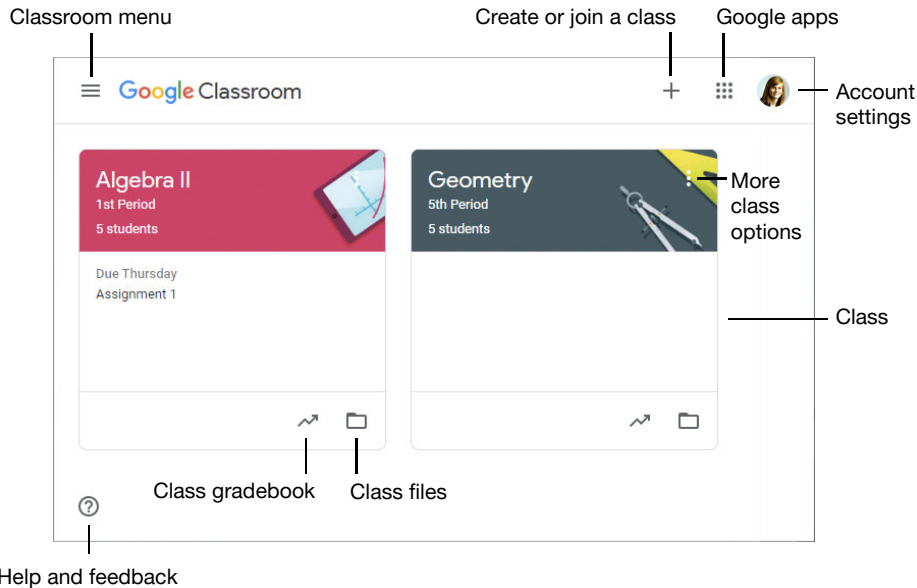 Classroom menu
Create or join a class
Google apps
Google Classroom
Account
settings
Algebra II
1st Period
5 students
Geometry
5th Period
5 students
More
class
options
Due Thursday
Assignment 1
Class
Class gradebook
Class files
Help and feedback